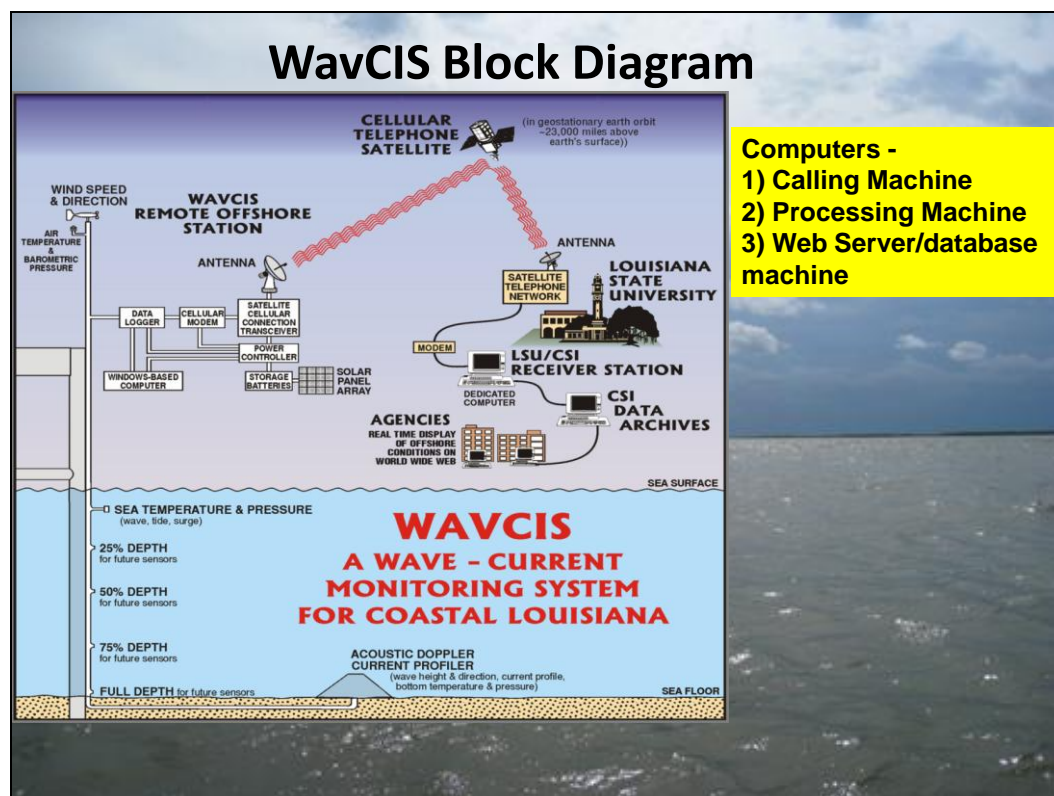 WavCIS Block Diagram
CELLULAR
TELEPHONE
SATELLITE
(in geostationary earth orbit
~23,000 miles above
earth's surface))
Computers -
1) Calling Machine
2) Processing Machine
3) Web Server/database
machine
WIND SPEED
& DIRECTION
WAVCIS
REMOTE OFFSHORE
STATION
AIR
TEMPERATURE
&
BAROMETRIC
PRESSURE
ANTENNA
ANTENNA
SATELLITE
TELEPHONE
NETWORK
LOUISIANA
STATE
UNIVERSITY
DATA
LOGGER
CELLULAR
MODEM
SATELLITE
CELLULAR
CONNECTION
TRANSCEIVER
POWER
CONTROLLER
WINDOWS-BASED
COMPUTER
STORAGE
BATTERIES
SOLAR
PANEL
ARRAY
MODEM
LSU/CSI
RECEIVER STATION
DEDICATED
COMPUTER
CSI
DATA
ARCHIVES
AGENCIES
REAL TIME DISPLAY
OF OFFSHORE
CONDITIONS ON
WORLD WIDE WEB
SEA SURFACE
SEA TEMPERATURE & PRESSURE
(wave, tide, surge)
25% DEPTH
for future sensors
50% DEPTH
for future sensors
75% DEPTH
for future sensors
FULL DEPTH for future sensors
WAVCIS
A WAVE - CURRENT
MONITORING SYSTEM
FOR COASTAL LOUISIANA
ACOUSTIC DOPPLER
CURRENT PROFILER
(wave height & direction, current profile,
bottom temperature & pressure)
SEA FLOOR